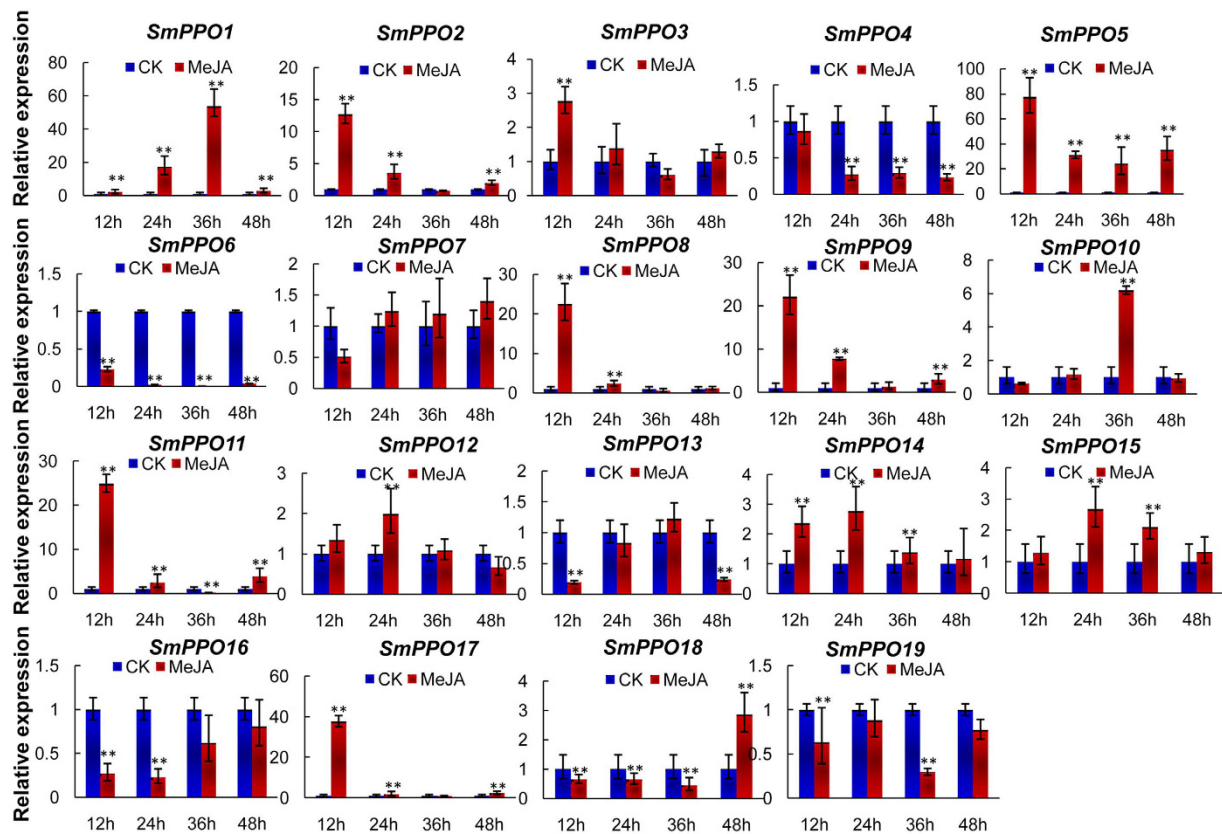 SmPPO1 SmPPO2 SmPPO3 SmPPO4 SmPPO5
CK MeJA CK MeJA CK MeJA CK MeJA CK MeJA
Relative expression
80 60 40 20 0
** ** ** **
12h 24h 36h 48h
20 15 10 5 0
** ** **
12h 24h 36h 48h
4 3 2 1 0
**
12h 24h 36h 48h
1.5 1 0.5 0
** ** **
12h 24h 36h 48h
100 80 60 40 20 0
** ** ** **
12h 24h 36h 48h
SmPPO6 SmPPO7 SmPPO8 SmPPO9 SmPPO10
CK MeJA CK MeJA CK MeJA CK MeJA CK MeJA
Relative expression
1.5 1 0.5 0
** ** ** **
12h 24h 36h 48h
2 1.5 1 0.5 0
12h 24h 36h 48h
30 20 10 0
** **
12h 24h 36h 48h
30 20 10 0
** ** **
12h 24h 36h 48h
8 6 4 2 0
**
12h 24h 36h 48h
SmPPO11 SmPPO12 SmPPO13 SmPPO14 SmPPO15
CK MeJA CK MeJA CK MeJA CK MeJA CK MeJA
Relative expression
30 20 10 0
** ** ** **
12h 24h 36h 48h
3 2 1 0
**
12h 24h 36h 48h
2 1.5 1 0.5 0
** **
12h 24h 36h 48h
4 3 2 1 0
** ** **
12h 24h 36h 48h
4 3 2 1 0
** **
12h 24h 36h 48h
SmPPO16 SmPPO17 SmPPO18 SmPPO19
CK MeJA CK MeJA CK MeJA CK MeJA
Relative expression
1.5 1 0.5 0
** **
12h 24h 36h 48h
60 40 20 0
** ** **
12h 24h 36h 48h
4 3 2 1 0
** ** ** **
12h 24h 36h 48h
1.5 1 0.5 0
** **
12h 24h 36h 48h